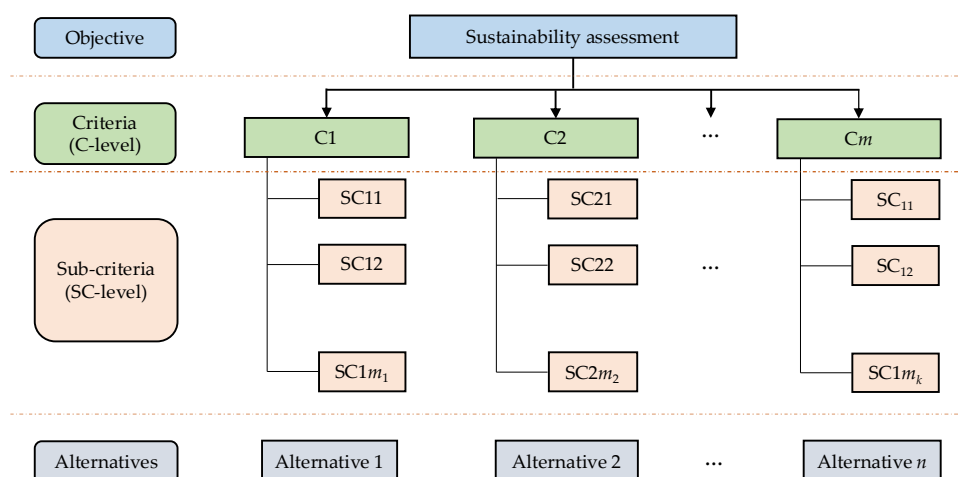 Objective
Sustainability assessment
Criteria
(C-level)
C1
C2
...
Cm
Sub-criteria
(SC-level)
SC11
SC21
SC₁₁
SC12
SC22
...
SC₁₂
SC1m₁
SC2m₂
SC1mₖ
Alternatives
Alternative 1
Alternative 2
...
Alternative n